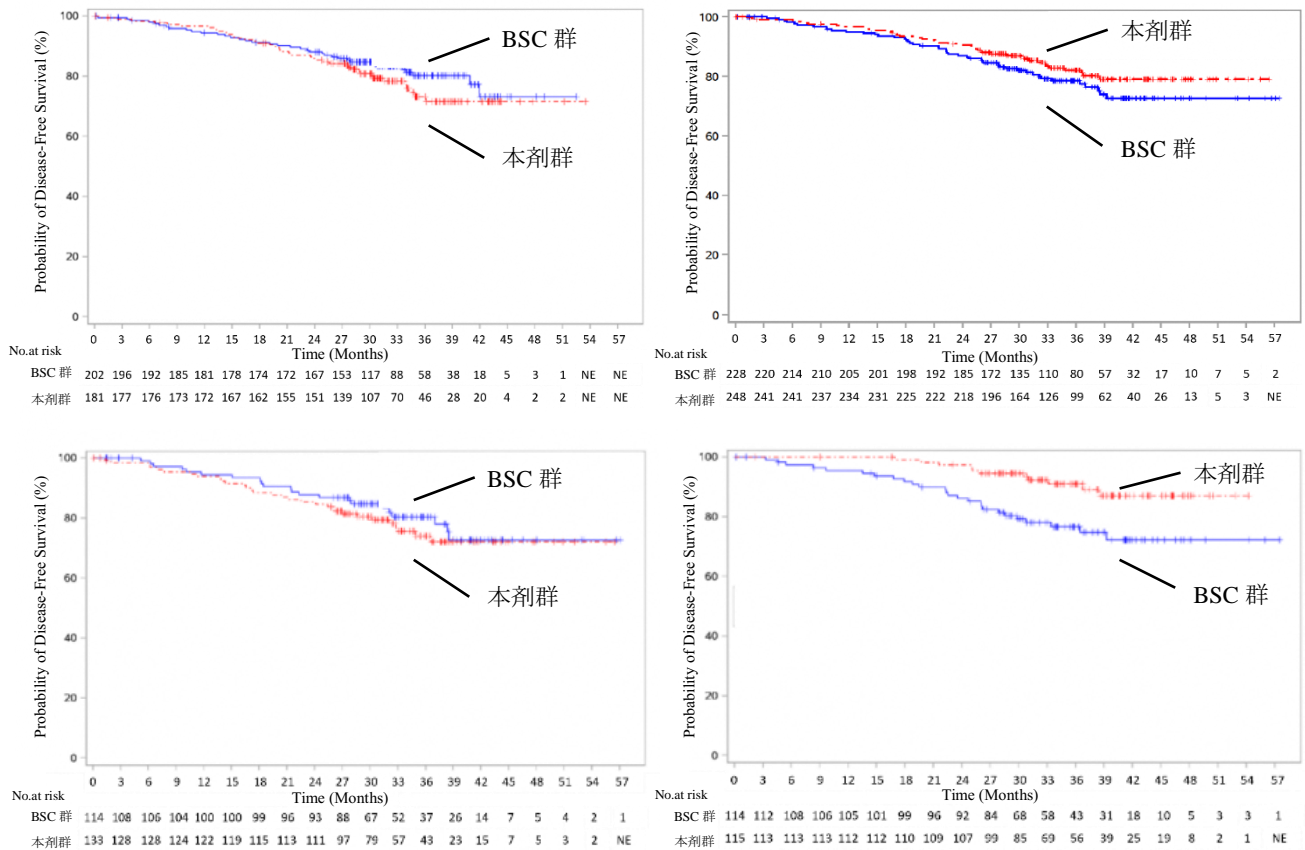 Probability of Disease-Free Survival (%)
100
80
60
40
20
0
BSC 群
本剤群
0 3 6 9 12 15 18 21 24 27 30 33 36 39 42 45 48 51 54 57
Time (Months)
No.at risk
BSC 群 202 196 192 185 181 178 174 172 167 153 117 88 58 38 18 5 3 1 NE NE
本剤群 181 177 176 173 172 167 162 155 151 139 107 70 46 28 20 4 2 2 NE NE
Probability of Disease-Free Survival (%)
100
80
60
40
20
0
本剤群
BSC 群
0 3 6 9 12 15 18 21 24 27 30 33 36 39 42 45 48 51 54 57
Time (Months)
No.at risk
BSC 群 228 220 214 210 205 201 198 192 185 172 135 110 80 57 32 17 10 7 5 2
本剤群 248 241 241 237 234 231 225 222 218 196 164 126 99 62 40 26 13 5 3 NE
Probability of Disease-Free Survival (%)
100
80
60
40
20
0
BSC 群
本剤群
0 3 6 9 12 15 18 21 24 27 30 33 36 39 42 45 48 51 54 57
Time (Months)
No.at risk
BSC 群 114 108 106 104 100 100 99 96 93 88 67 52 37 26 14 7 5 4 2 1
本剤群 133 128 128 124 122 119 115 113 111 97 79 57 43 23 15 7 5 3 2 NE
Probability of Disease-Free Survival (%)
100
80
60
40
20
0
本剤群
BSC 群
0 3 6 9 12 15 18 21 24 27 30 33 36 39 42 45 48 51 54 57
Time (Months)
No.at risk
BSC 群 114 112 108 106 105 101 99 96 92 84 68 58 43 31 18 10 5 3 3 1
本剤群 115 113 113 113 112 112 110 109 107 99 85 69 56 39 25 19 8 2 1 NE